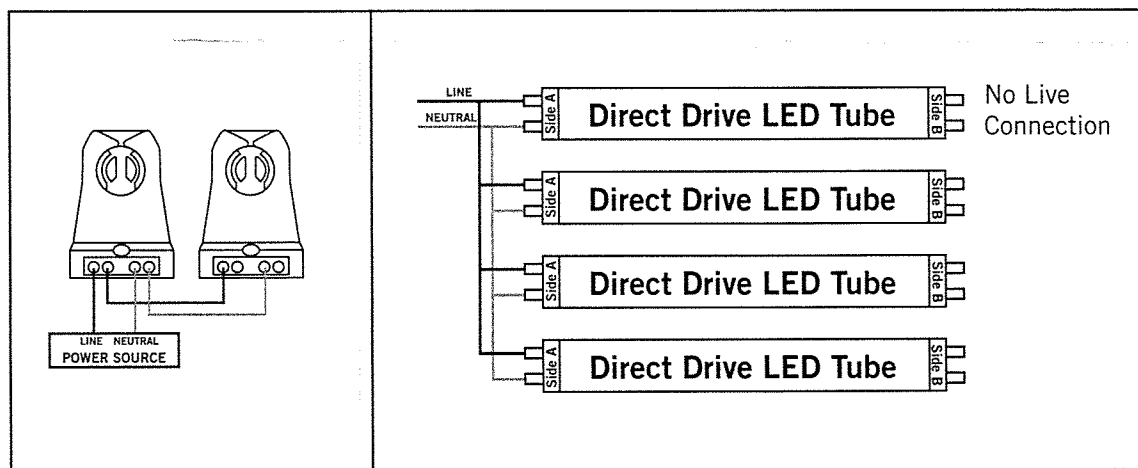 LINE NEUTRAL
POWER SOURCE
LINE
NEUTRAL
Side A
Direct Drive LED Tube
Side B
No Live
Connection
Side A
Direct Drive LED Tube
Side B
Side A
Direct Drive LED Tube
Side B
Side A
Direct Drive LED Tube
Side B